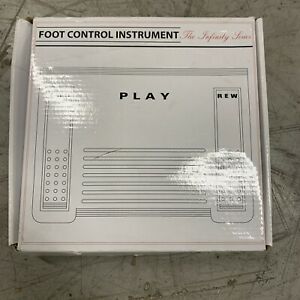 FOOT CONTROL INSTRUMENT The Infinity Series
PLAY
REW